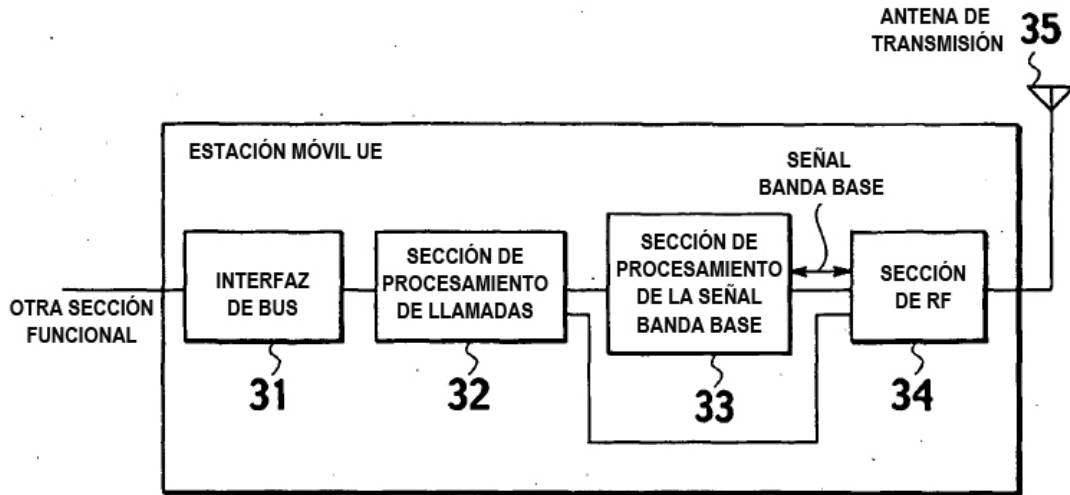 ANTENA DE
TRANSMISIÓN
35
ESTACIÓN MÓVIL UE
SEÑAL
BANDA BASE
OTRA SECCIÓN
FUNCIONAL
INTERFAZ
DE BUS
31
SECCIÓN DE
PROCESAMIENTO
DE LLAMADAS
32
SECCIÓN DE
PROCESAMIENTO
DE LA SEÑAL
BANDA BASE
33
SECCIÓN
DE RF
34